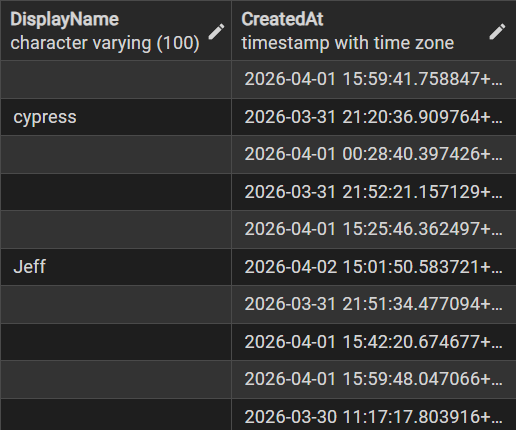 DisplayName CreatedAt
character varying (100) timestamp with time zone
2026-04-01 15:59:41.758847+…
cypress 2026-03-31 21:20:36.909764+…
2026-04-01 00:28:40.397426+…
2026-03-31 21:52:21.157129+…
2026-04-01 15:25:46.362497+…
Jeff 2026-04-02 15:01:50.583721+…
2026-03-31 21:51:34.477094+…
2026-04-01 15:42:20.674677+…
2026-04-01 15:59:48.047066+…
2026-03-30 11:17:17.803916+…